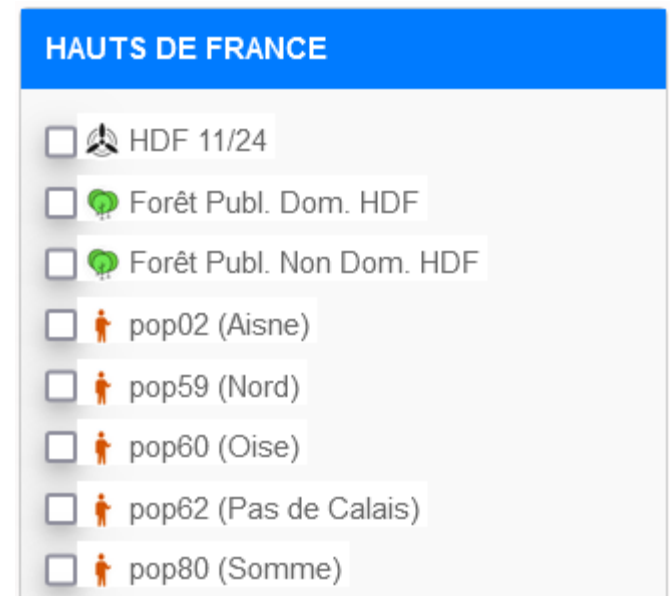 HAUTS DE FRANCE
HDF 11/24
Forêt Publ. Dom. HDF
Forêt Publ. Non Dom. HDF
pop02 (Aisne)
pop59 (Nord)
pop60 (Oise)
pop62 (Pas de Calais)
pop80 (Somme)